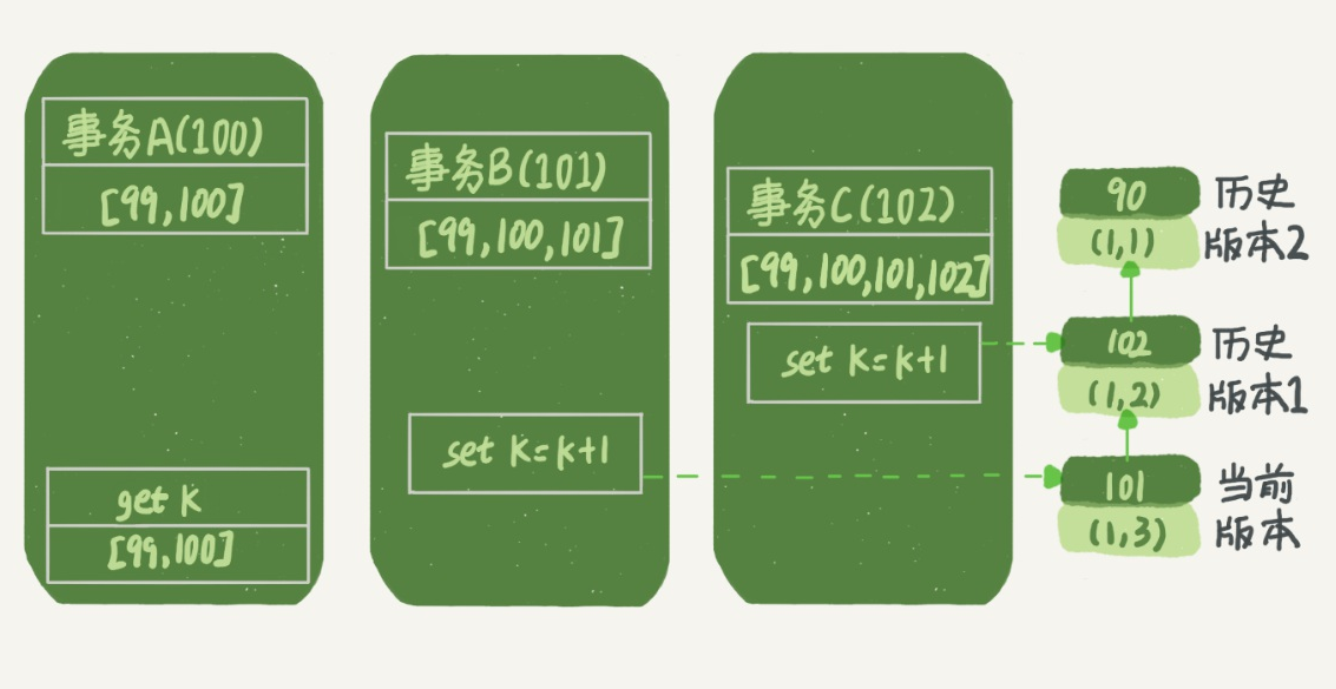 事务A(100)
[99,100]
get k
[99,100]
事务B(101)
[99,100,101]
set k=k+1
事务C(102)
[99,100,101,102]
set k=k+1
90
(1,1)
历史
版本2
102
(1,2)
历史
版本1
101
(1,3)
当前
版本